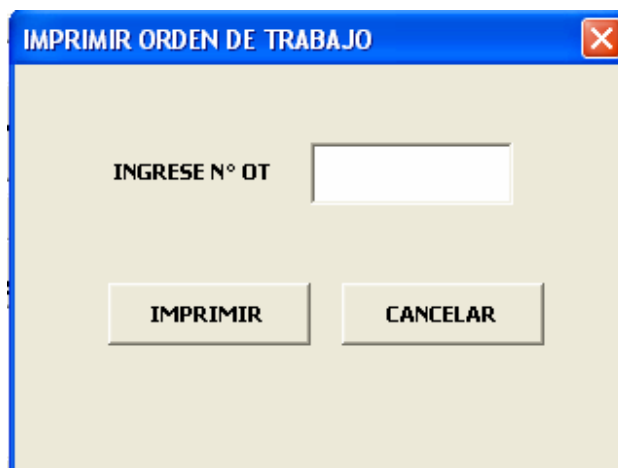 IMPRIMIR ORDEN DE TRABAJO
INGRESE N° OT
IMPRIMIR
CANCELAR